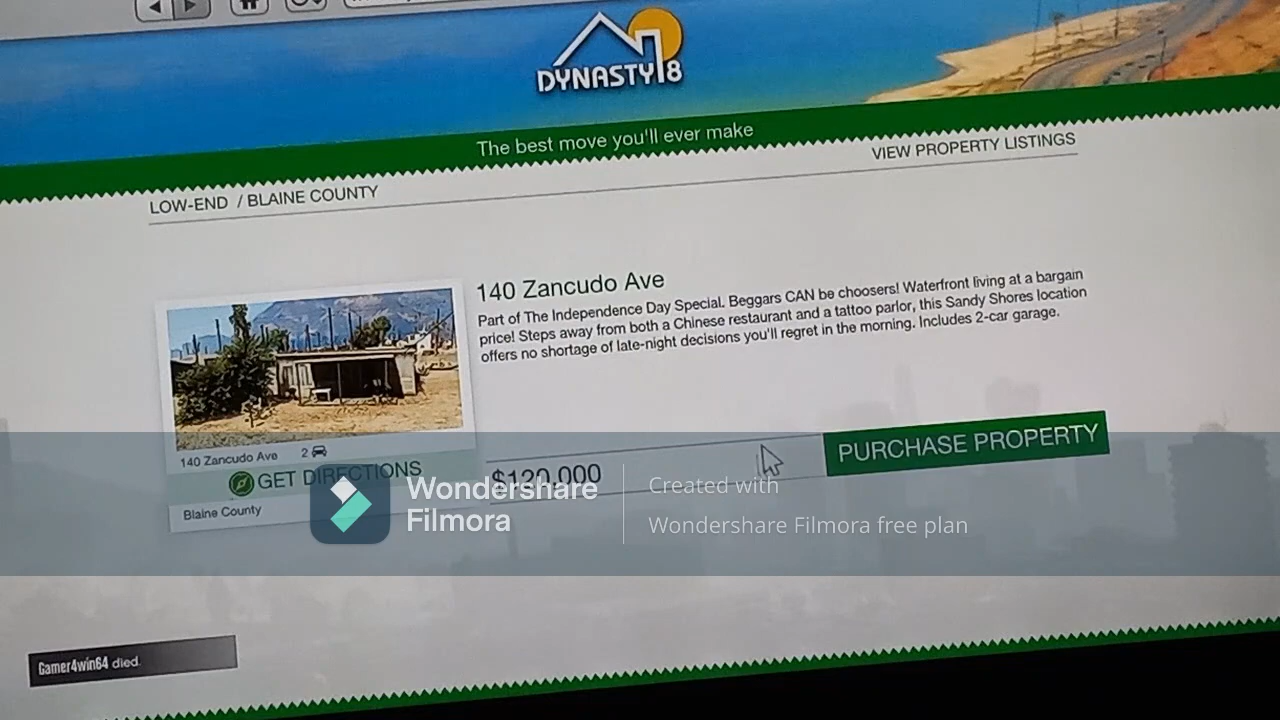 DYNASTY8
The best move you'll ever make
VIEW PROPERTY LISTINGS
LOW-END / BLAINE COUNTY
140 Zancudo Ave
Part of The Independence Day Special. Beggars CAN be choosers! Waterfront living at a bargain
price! Steps away from both a Chinese restaurant and a tattoo parlor, this Sandy Shores location
offers no shortage of late-night decisions you'll regret in the morning. Includes 2-car garage.
140 Zancudo Ave 2
GET DIRECTIONS
Blaine County
$120,000
PURCHASE PROPERTY
Wondershare
Filmora
Created with
Wondershare Filmora free plan
Gamer4win64 died.